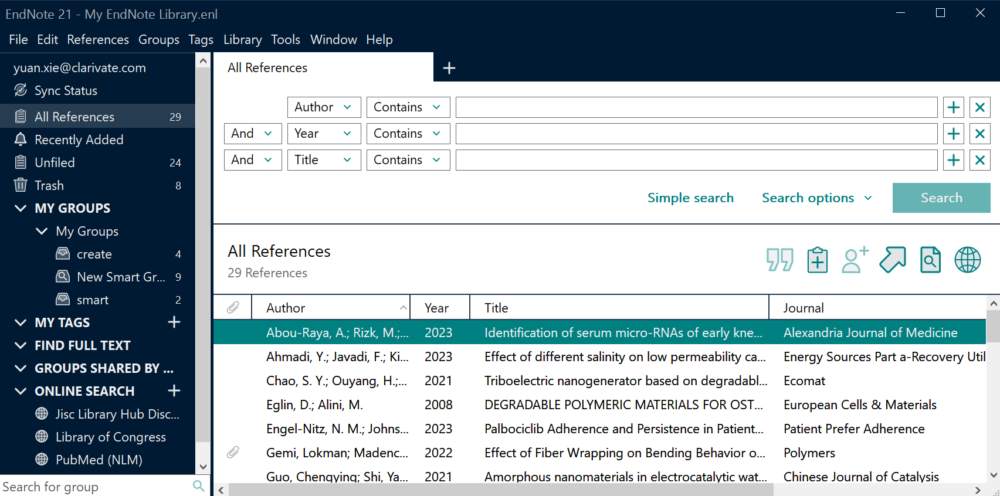 EndNote 21 - My EndNote Library.enl
File Edit References Groups Tags Library Tools Window Help
yuan.xie@clarivate.com
Sync Status
All References 29
Recently Added
Unfiled 24
Trash 8
MY GROUPS
My Groups
create 4
New Smart Gr... 9
smart 2
MY TAGS
FIND FULL TEXT
GROUPS SHARED BY ...
ONLINE SEARCH
Jisc Library Hub Disc...
Library of Congress
PubMed (NLM)
Search for group
All References
Author Contains
And Year Contains
And Title Contains
Simple search Search options Search
All References
29 References
Author Year Title Journal
Abou-Raya, A.; Rizk, M.;... 2023 Identification of serum micro-RNAs of early kne... Alexandria Journal of Medicine
Ahmadi, Y.; Javadi, F.; Ki... 2023 Effect of different salinity on low permeability ca... Energy Sources Part a-Recovery Util
Chao, S. Y.; Ouyang, H.;... 2021 Triboelectric nanogenerator based on degradabl... Ecomat
Eglin, D.; Alini, M. 2008 DEGRADABLE POLYMERIC MATERIALS FOR OST... European Cells & Materials
Engel-Nitz, N. M.; Johns... 2023 Palbociclib Adherence and Persistence in Patient... Patient Prefer Adherence
Gemi, Lokman; Madenc... 2022 Effect of Fiber Wrapping on Bending Behavior o... Polymers
Guo, Chengying; Shi, Ya... 2021 Amorphous nanomaterials in electrocatalytic wat... Chinese Journal of Catalysis